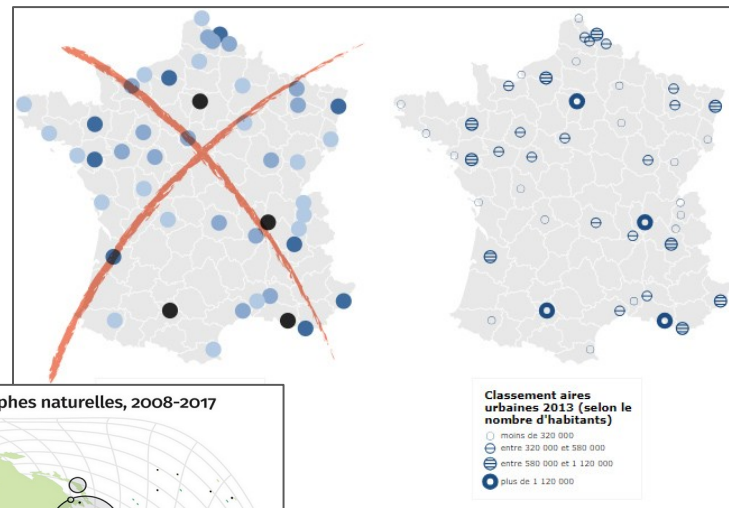 phes naturelles, 2008-2017
Classement aires
urbaines 2013 (selon le
nombre d'habitants)
moins de 320 000
entre 320 000 et 580 000
entre 580 000 et 1 120 000
plus de 1 120 000